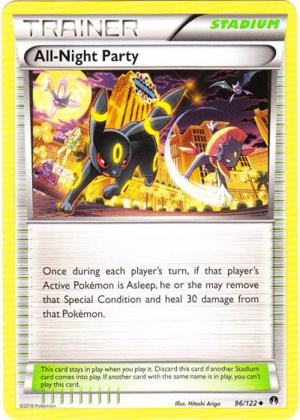 TRAINER
STADIUM
All-Night Party
Once during each player's turn, if that player's
Active Pokémon is Asleep, he or she may remove
that Special Condition and heal 30 damage from
that Pokémon.
This card stays in play when you play it. Discard this card if another Stadium
card comes into play. If another card with the same name is in play, you can't
play this card.
©2016 Pokémon
Illus. Hitoshi Ariga
96/122